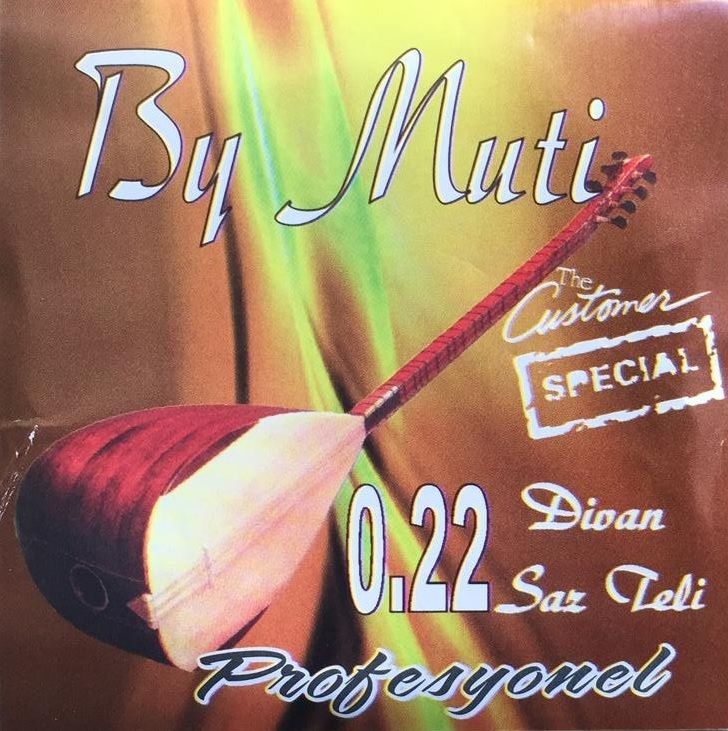 By Muti
The
Customer
SPECIAL
0.22 Divan
Saz Teli
Profesyonel